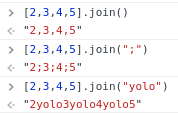 > [2,3,4,5].join()
< "2,3,4,5"
> [2,3,4,5].join(";")
< "2;3;4;5"
> [2,3,4,5].join("yolo")
< "2yolo3yolo4yolo5"